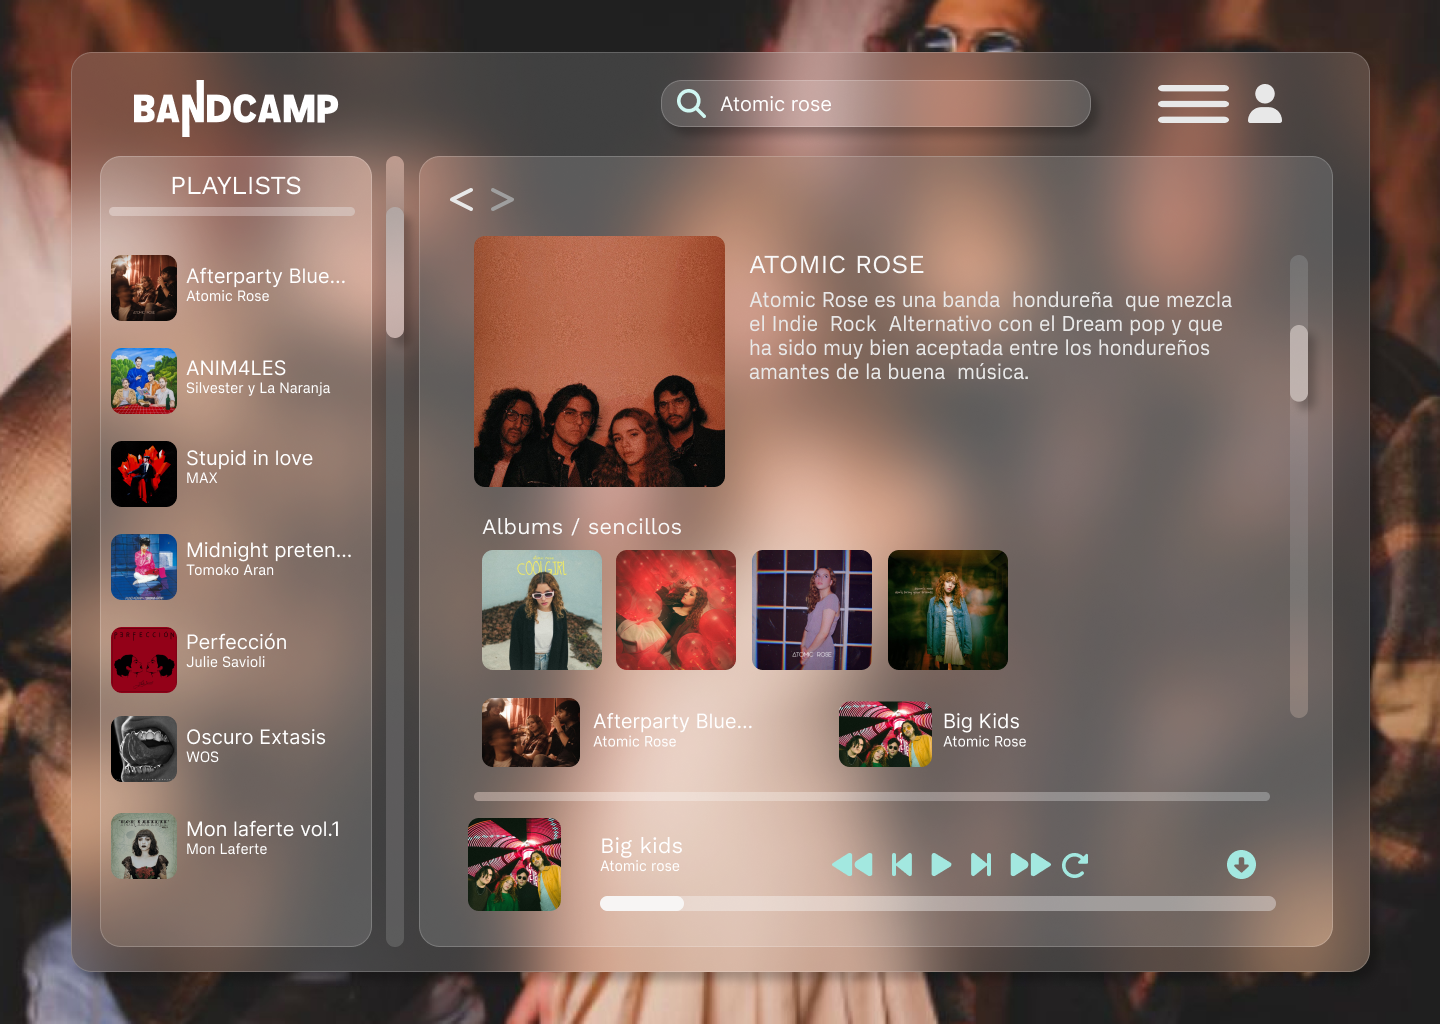 BANDCAMP
Atomic rose
PLAYLISTS
Afterparty Blue...
Atomic Rose
ANIM4LES
Silvester y La Naranja
Stupid in love
MAX
Midnight preten...
Tomoko Aran
PERFECCION
Perfección
Julie Savioli
Oscuro Extasis
WOS
Mon laferte vol.1
Mon Laferte
< >
ATOMIC ROSE
Atomic Rose es una banda hondureña que mezcla
el Indie Rock Alternativo con el Dream pop y que
ha sido muy bien aceptada entre los hondureños
amantes de la buena música.
Albums / sencillos
COOL GIRL
ATOMIC ROSE
Afterparty Blue...
Atomic Rose
Big Kids
Atomic Rose
Big kids
Atomic rose